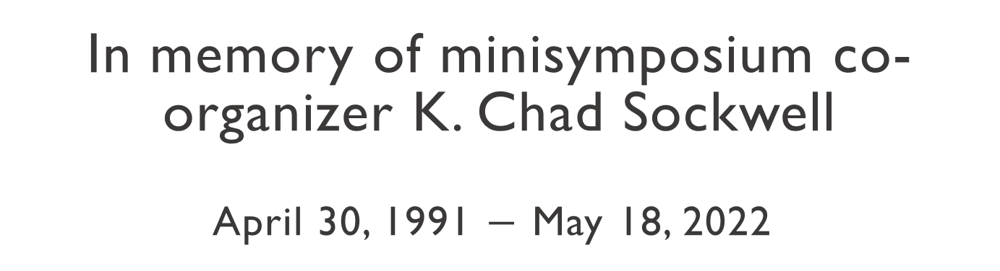 In memory of minisymposium co-
organizer K. Chad Sockwell
April 30, 1991 – May 18, 2022